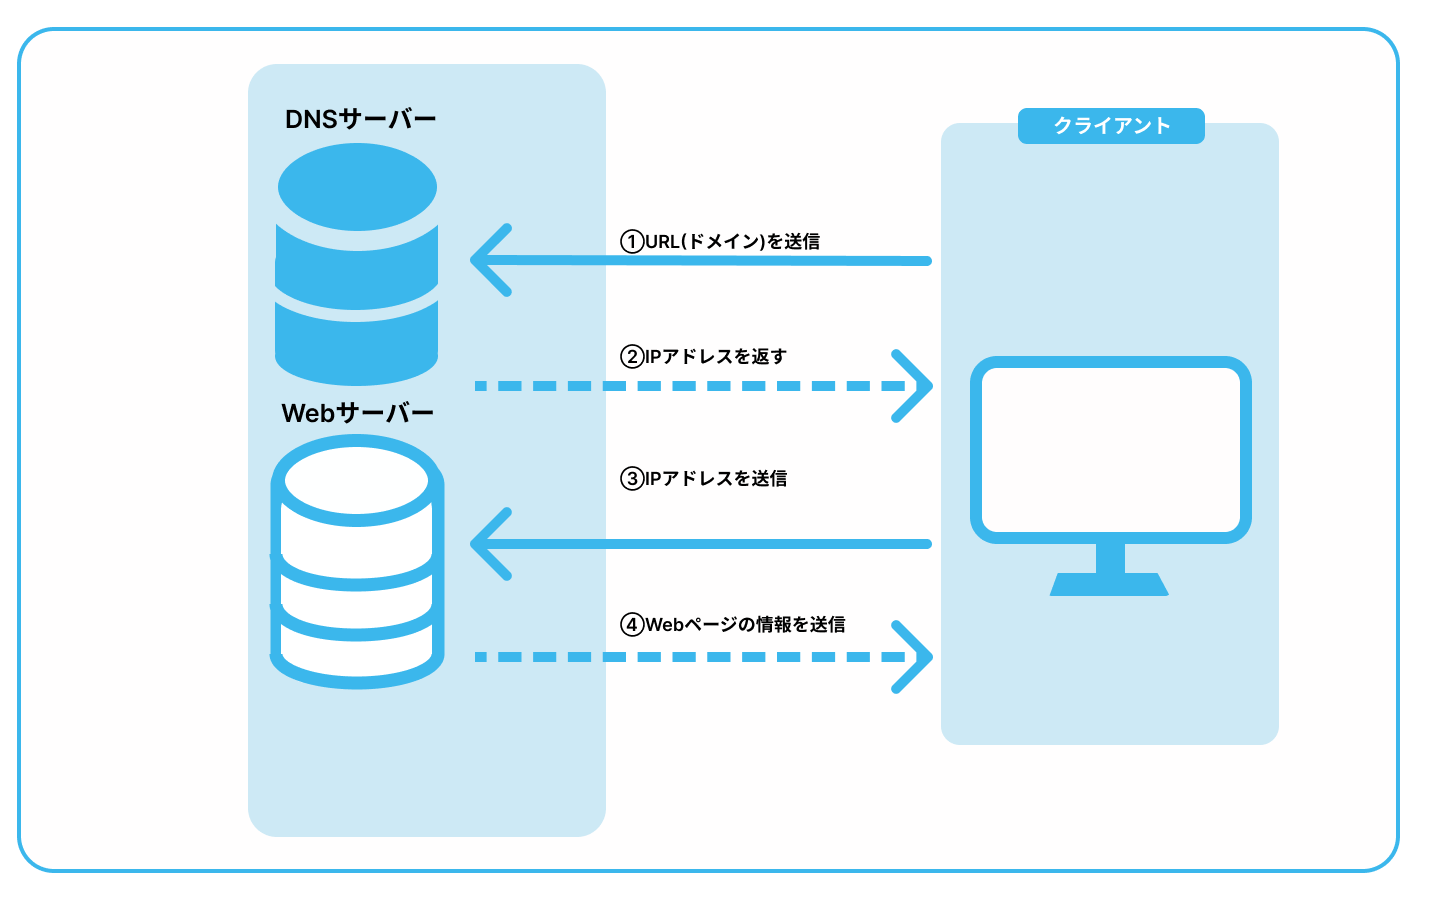 DNSサーバー
クライアント
①URL(ドメイン)を送信
②IPアドレスを返す
Webサーバー
③IPアドレスを送信
④Webページの情報を送信